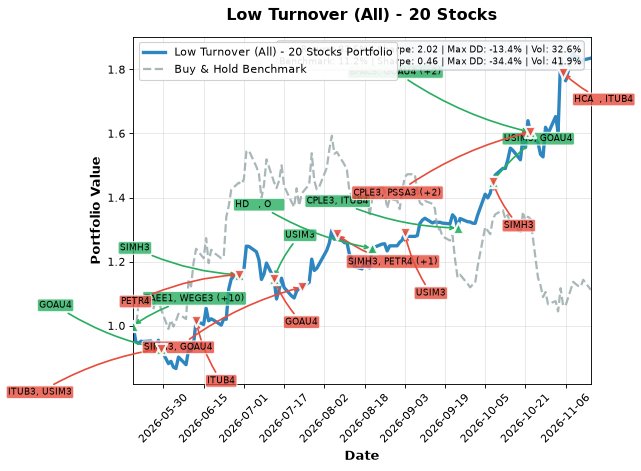 Low Turnover (All) - 20 Stocks
Low Turnover (All) - 20 Stocks Portfolio
Buy & Hold Benchmark
2.02 | Max DD: -13.4% | Vol: 32.6%
0.46 | Max DD: -34.4% | Vol: 41.9%
GOAU4 (+2)
HCA , ITUB4
GOAU4
CPLE3, PSSA3 (+2)
HD , O
CPLE3, ITUB4
SIMH3
SIMH3
USIM3
SIMH3, PETR4 (+1)
USIM3
PETR4
WEGE3 (+10)
GOAU4
GOAU4
GOAU4
ITUB4
ITUB3, USIM3
Portfolio Value
1.8
1.6
1.4
1.2
1.0
2026-05-30
2026-06-15
2026-07-01
2026-07-17
2026-08-02
2026-08-18
2026-09-03
2026-09-19
2026-10-05
2026-10-21
2026-11-06
Date